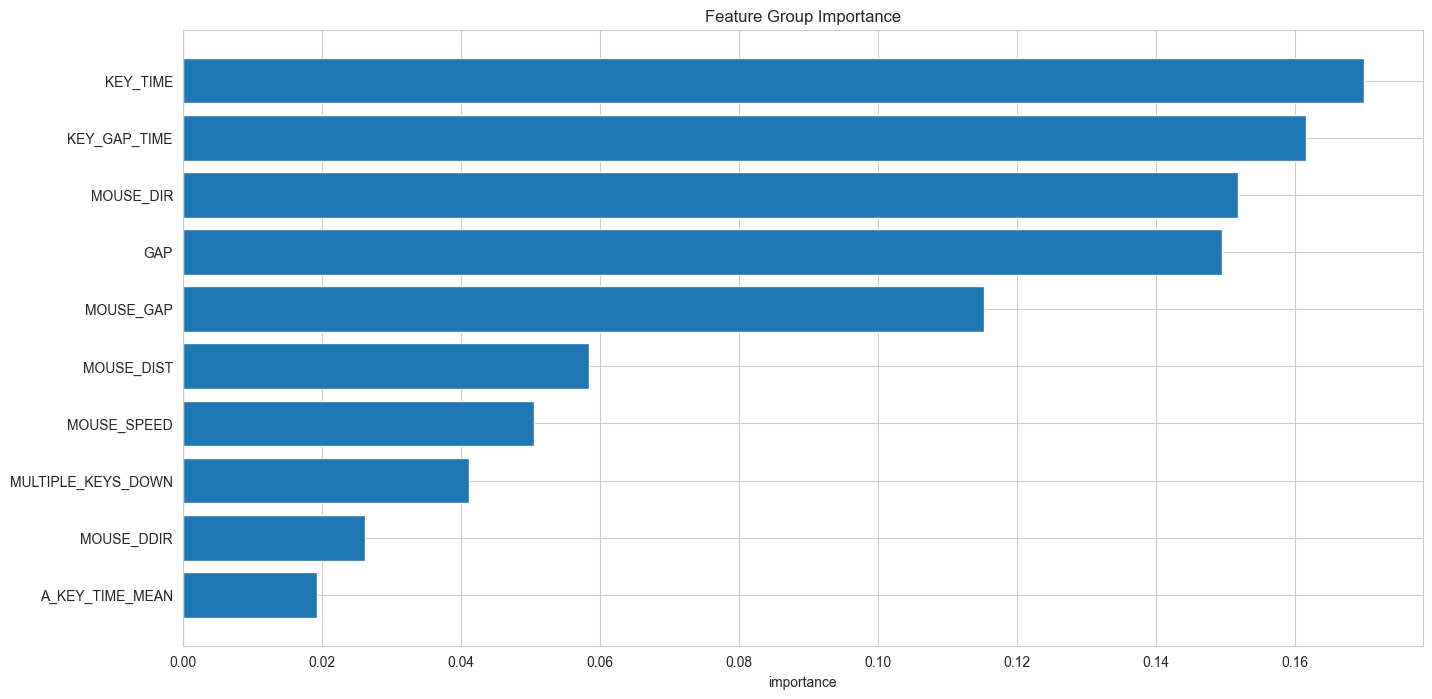 Feature Group Importance
KEY_TIME
KEY_GAP_TIME
MOUSE_DIR
GAP
MOUSE_GAP
MOUSE_DIST
MOUSE_SPEED
MULTIPLE_KEYS_DOWN
MOUSE_DDIR
A_KEY_TIME_MEAN
0.00 0.02 0.04 0.06 0.08 0.10 0.12 0.14 0.16
importance